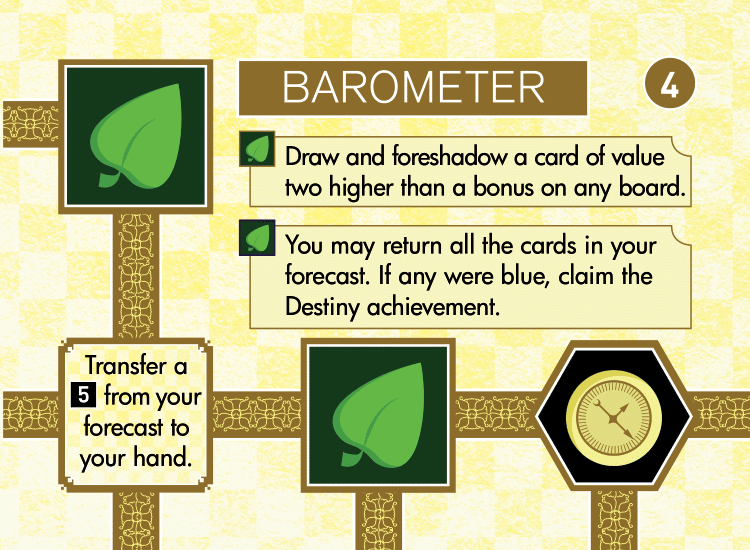 BAROMETER
4
Draw and foreshadow a card of value
two higher than a bonus on any board.
You may return all the cards in your
forecast. If any were blue, claim the
Destiny achievement.
Transfer a
5 from your
forecast to
your hand.